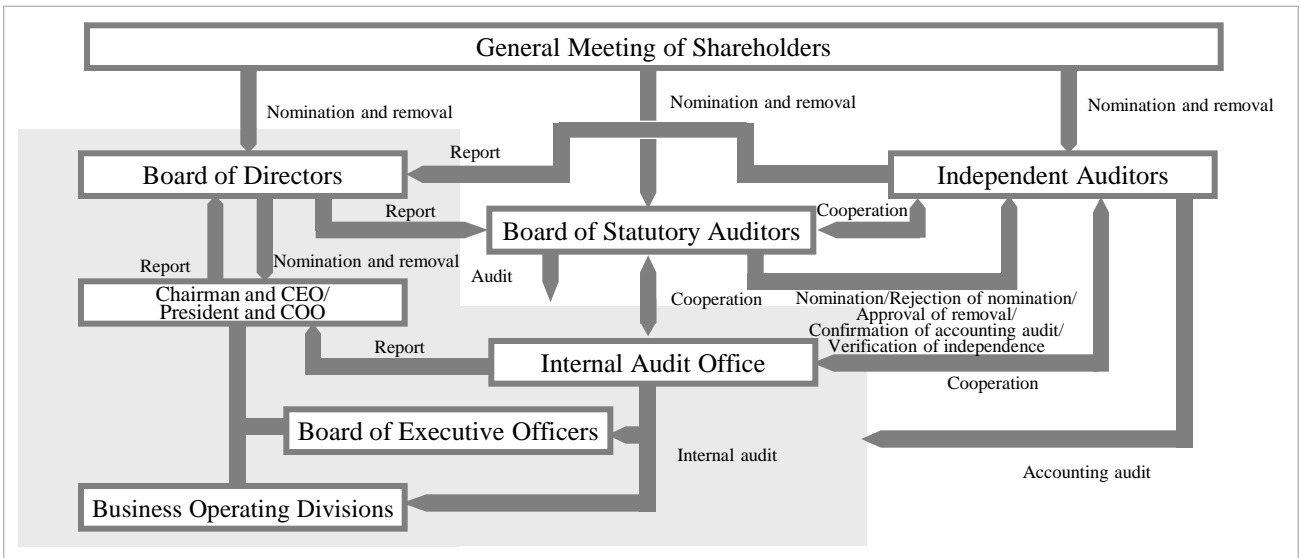 General Meeting of Shareholders
Nomination and removal
Nomination and removal
Nomination and removal
Report
Board of Directors
Independent Auditors
Report
Cooperation
Board of Statutory Auditors
Report
Nomination and removal
Audit
Cooperation
Chairman and CEO/
President and COO
Nomination/Rejection of nomination/
Approval of removal/
Confirmation of accounting audit/
Verification of independence
Report
Internal Audit Office
Cooperation
Board of Executive Officers
Internal audit
Accounting audit
Business Operating Divisions